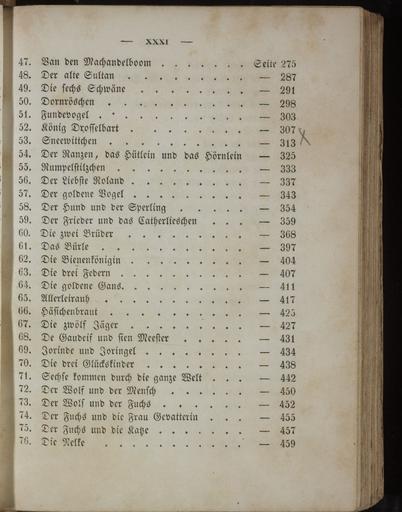 — XXXI —
47. Van den Machandelboom . . . . . . . Seite 275
48. Der alte Sultan . . . . . . . . — 287
49. Die sechs Schwäne . . . . . . . — 291
50. Dornröschen . . . . . . . . . — 298
51. Fundevogel . . . . . . . . . — 303
52. König Drosselbart . . . . . . . — 307
53. Sneewittchen . . . . . . . . — 313
54. Der Ranzen, das Hütlein und das Hörnlein — 325
55. Rumpelstilzchen . . . . . . . . — 333
56. Der Liebste Roland . . . . . . . — 337
57. Der goldene Vogel . . . . . . . — 343
58. Der Hund und der Sperling . . . . . — 354
59. Der Frieder und das Catherlieschen . . . — 359
60. Die zwei Brüder . . . . . . . . — 368
61. Das Bürle . . . . . . . . . — 397
62. Die Bienenkönigin . . . . . . . — 404
63. Die drei Federn . . . . . . . . — 407
64. Die goldene Gans. . . . . . . . — 411
65. Allerleirauh . . . . . . . . . — 417
66. Häsichenbraut . . . . . . . . — 425
67. Die zwölf Jäger . . . . . . . . — 427
68. De Gaudeif und sien Meester . . . . . — 431
69. Jorinde und Joringel . . . . . . . — 434
70. Die drei Glückskinder . . . . . . — 438
71. Sechse kommen durch die ganze Welt . . . — 442
72. Der Wolf und der Mensch . . . . . — 450
73. Der Wolf und der Fuchs . . . . . . — 452
74. Der Fuchs und die Frau Gevatterin . . . — 455
75. Der Fuchs und die Katze . . . . . . — 457
76. Die Nelke . . . . . . . . . — 459